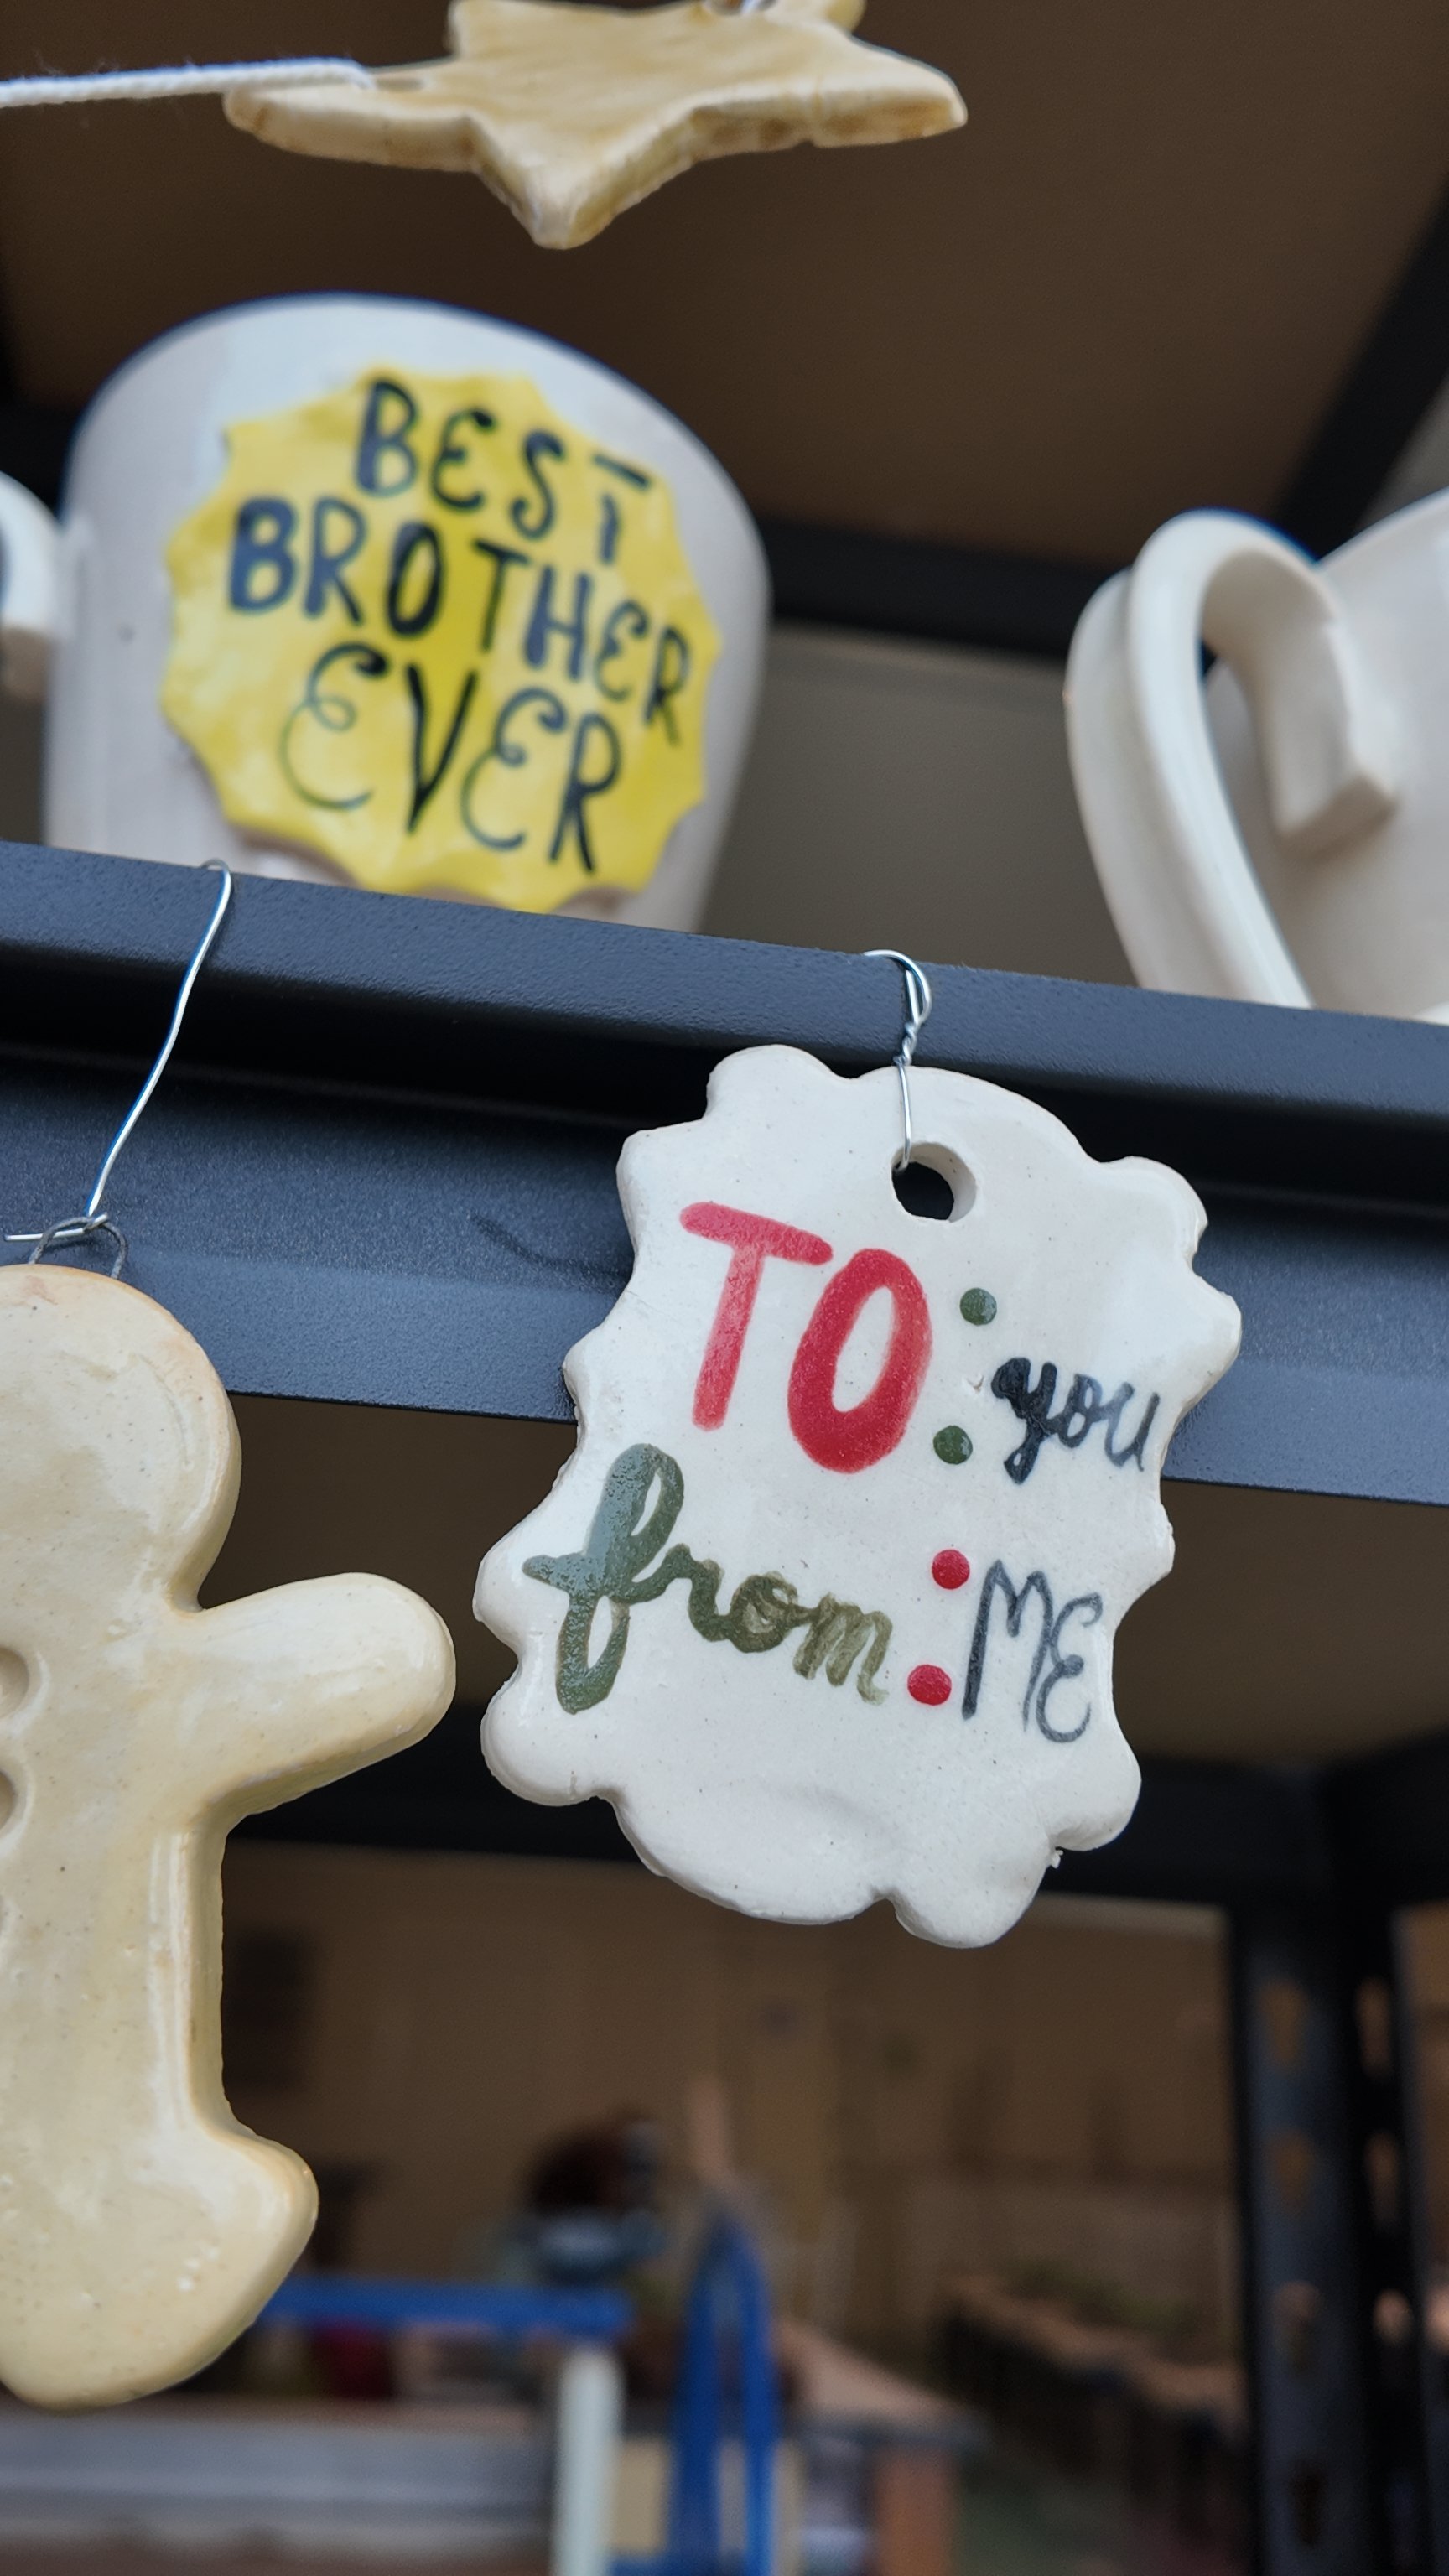 BEST
BROTHER
EVER
TO: you
from: ME